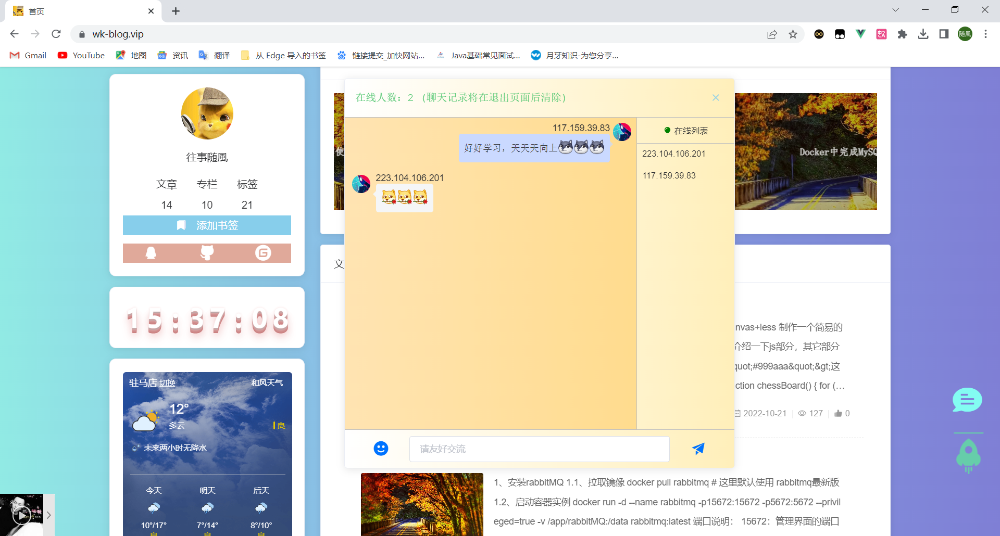 首页
wk-blog.vip
随風
Gmail YouTube 地图 资讯 翻译 从 Edge 导入的书签 链接提交_加快网站... Java基础常见面试... 月牙知识-为您分享...
往事随風
文章 专栏 标签
14 10 21
添加书签
15:37:08
驻马店 切换 和风天气
12°
多云 良
未来两小时无降水
今天 明天 后天
10°/17° 7°/14° 8°/10°
良 良 良
在线人数：2 （聊天记录将在退出页面后清除）
117.159.39.83
好好学习，天天天向上
223.104.106.201
在线列表
223.104.106.201
117.159.39.83
请友好交流
使
Docker中完成MySQ
文
nvas+less 制作一个简易的
介绍一下js部分，其它部分
quot;#999aaa&quot;&gt;这
ction chessBoard() { for (…
2022-10-21 127 0
1、安装rabbitMQ 1.1、拉取镜像 docker pull rabbitmq # 这里默认使用 rabbitmq最新版
1.2、启动容器实例 docker run -d --name rabbitmq -p15672:15672 -p5672:5672 --privil
eged=true -v /app/rabbitMQ:/data rabbitmq:latest 端口说明： 15672：管理界面的端口